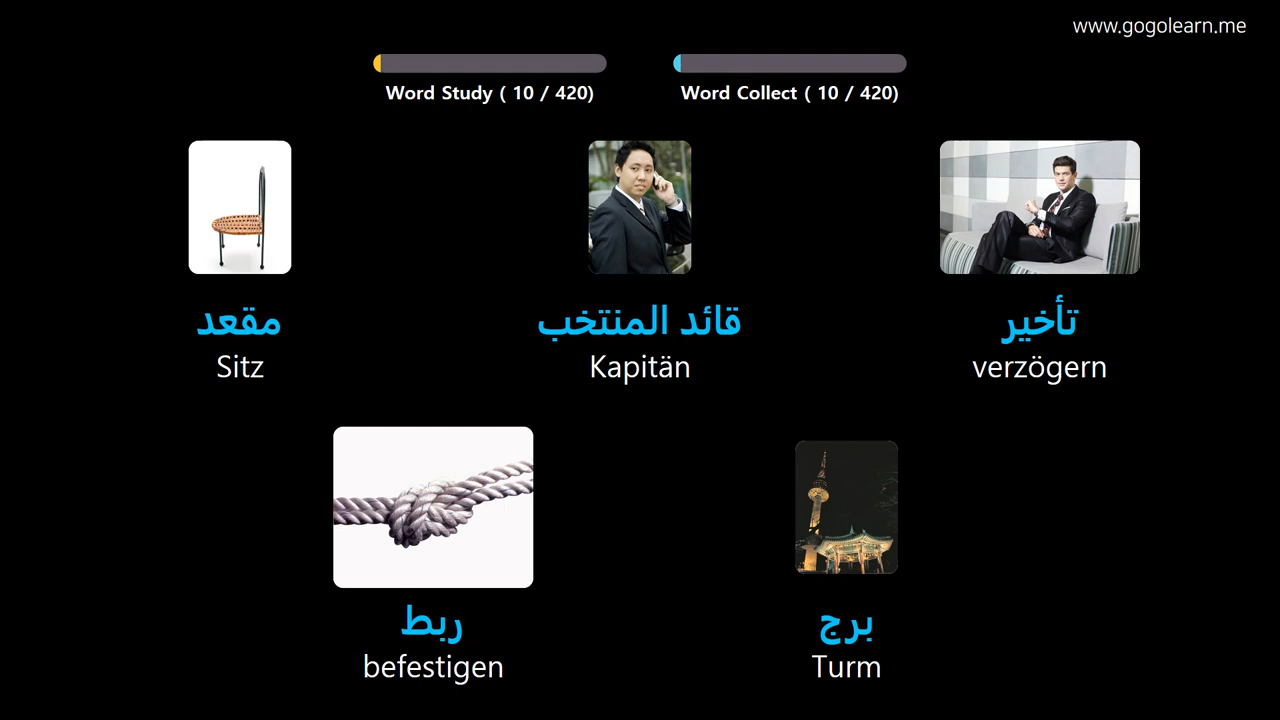 www.gogolearn.me
Word Study ( 10 / 420)
Word Collect ( 10 / 420)
مقعد
Sitz
قائد المنتخب
Kapitän
تأخير
verzögern
ربط
befestigen
برج
Turm